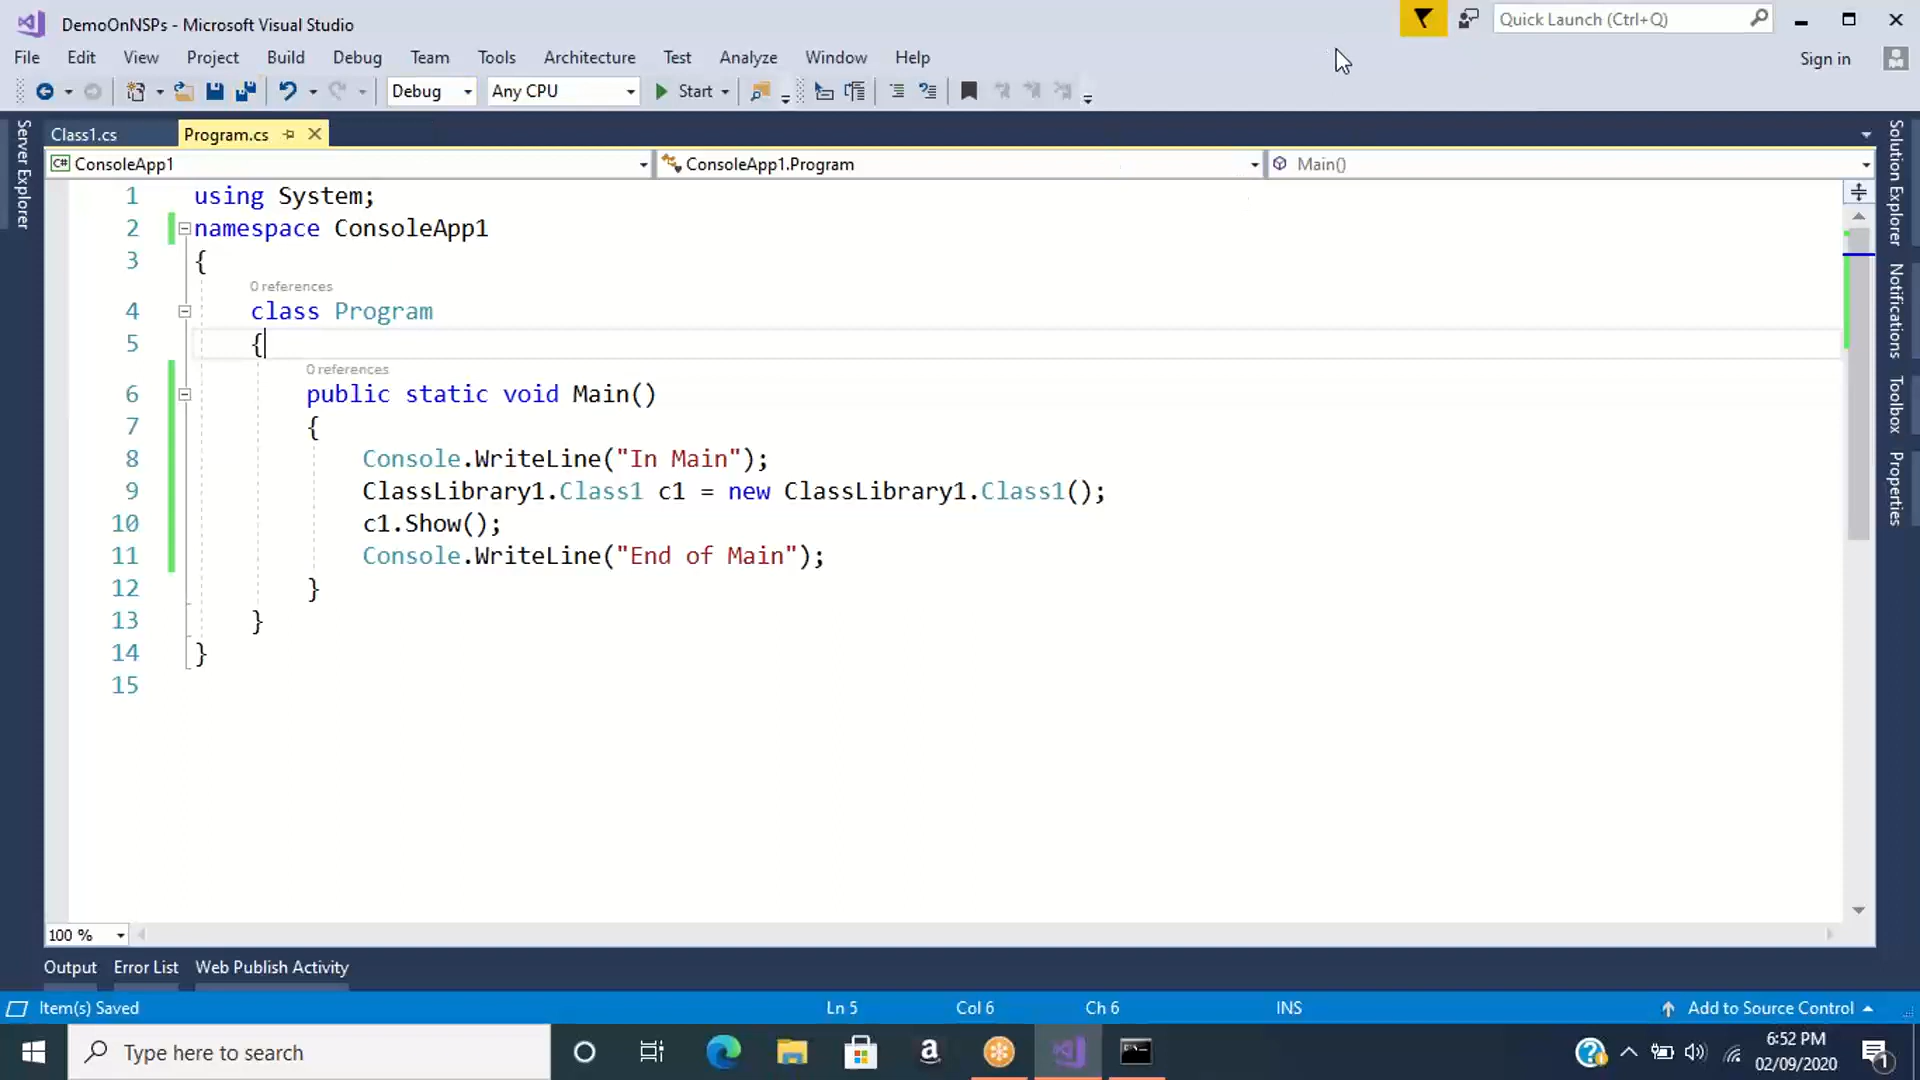 DemoOnNSPs - Microsoft Visual Studio
Quick Launch (Ctrl+Q)
File Edit View Project Build Debug Team Tools Test Architecture Analyze Window Help
Sign in
Debug Any CPU Start
Class1.cs Program.cs
C# ConsoleApp1 ConsoleApp1.Program Main()
Server Explorer
Solution Explorer
Notifications
Toolbox
Properties
1 using System;
2 namespace ConsoleApp1
3 {
0 references
4 class Program
5 {
0 references
6 public static void Main()
7 {
8 Console.WriteLine("In Main");
9 ClassLibrary1.Class1 c1 = new ClassLibrary1.Class1();
10 c1.Show();
11 Console.WriteLine("End of Main");
12 }
13 }
14 }
15
100 %
Output Error List Web Publish Activity
Item(s) Saved Ln 5 Col 6 Ch 6 INS Add to Source Control
Type here to search
6:52 PM
02/09/2020
1